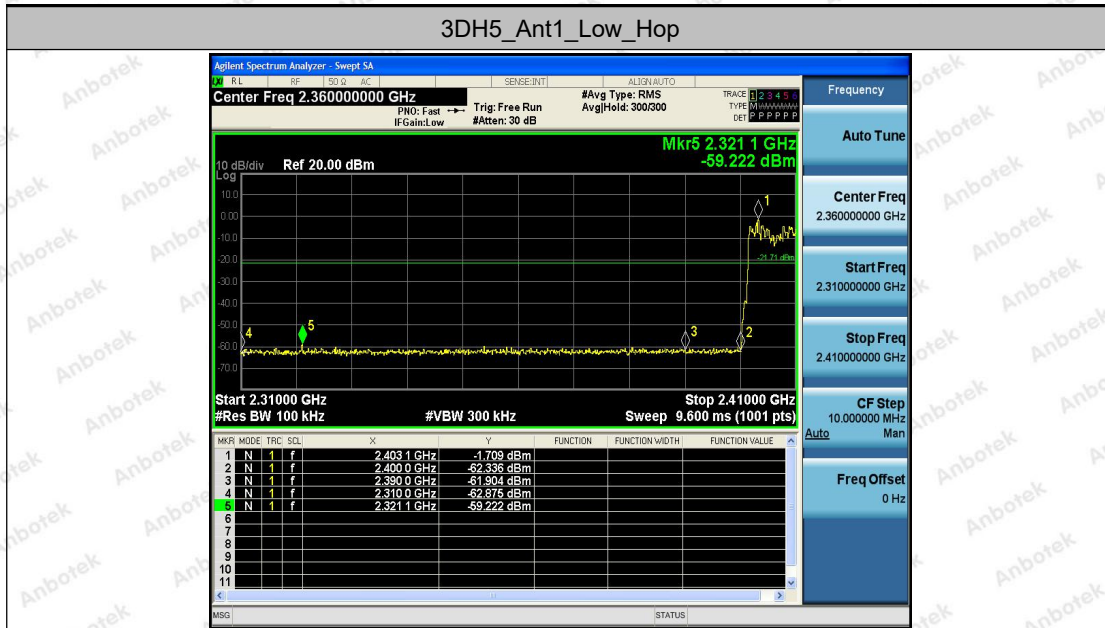 3DH5_Ant1_Low_Hop
Agilent Spectrum Analyzer - Swept SA
RL RF 50 Ω AC SENSE:INT ALIGN AUTO
Center Freq 2.360000000 GHz
PNO: Fast
IFGain:Low
Trig: Free Run
#Atten: 30 dB
#Avg Type: RMS
Avg|Hold: 300/300
TRACE 1 2 3 4 5 6
TYPE M
DET P P P P P P
Mkr5 2.321 1 GHz
-59.222 dBm
10 dB/div Ref 20.00 dBm
Log
10.0
0.00
-10.0
-20.0
-30.0
-40.0
-50.0
-60.0
-70.0
1
-21.71 dBm
4
5
3
2
Start 2.31000 GHz
Stop 2.41000 GHz
#Res BW 100 kHz
#VBW 300 kHz
Sweep 9.600 ms (1001 pts)
MKR MODE TRC SCL X Y FUNCTION FUNCTION WIDTH FUNCTION VALUE
1 N 1 f 2.403 1 GHz -1.709 dBm
2 N 1 f 2.400 0 GHz -62.336 dBm
3 N 1 f 2.390 0 GHz -61.904 dBm
4 N 1 f 2.310 0 GHz -62.875 dBm
5 N 1 f 2.321 1 GHz -59.222 dBm
6
7
8
9
10
11
MSG
STATUS
Frequency
Auto Tune
Center Freq
2.360000000 GHz
Start Freq
2.310000000 GHz
Stop Freq
2.410000000 GHz
CF Step
10.000000 MHz
Auto Man
Freq Offset
0 Hz
Anbotek